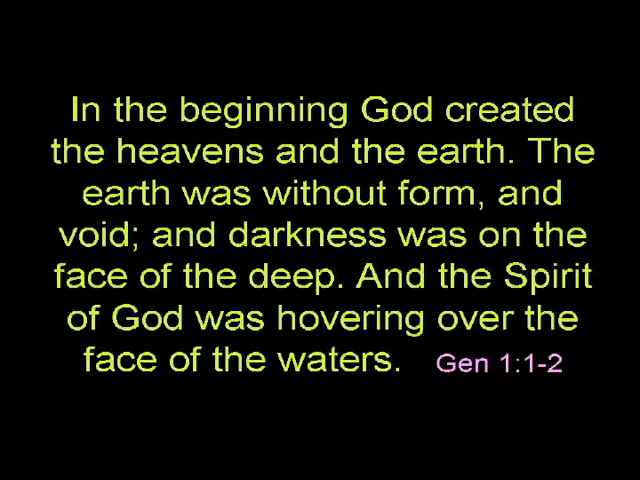 In the beginning God created
the heavens and the earth. The
earth was without form, and
void; and darkness was on the
face of the deep. And the Spirit
of God was hovering over the
face of the waters. Gen 1:1-2